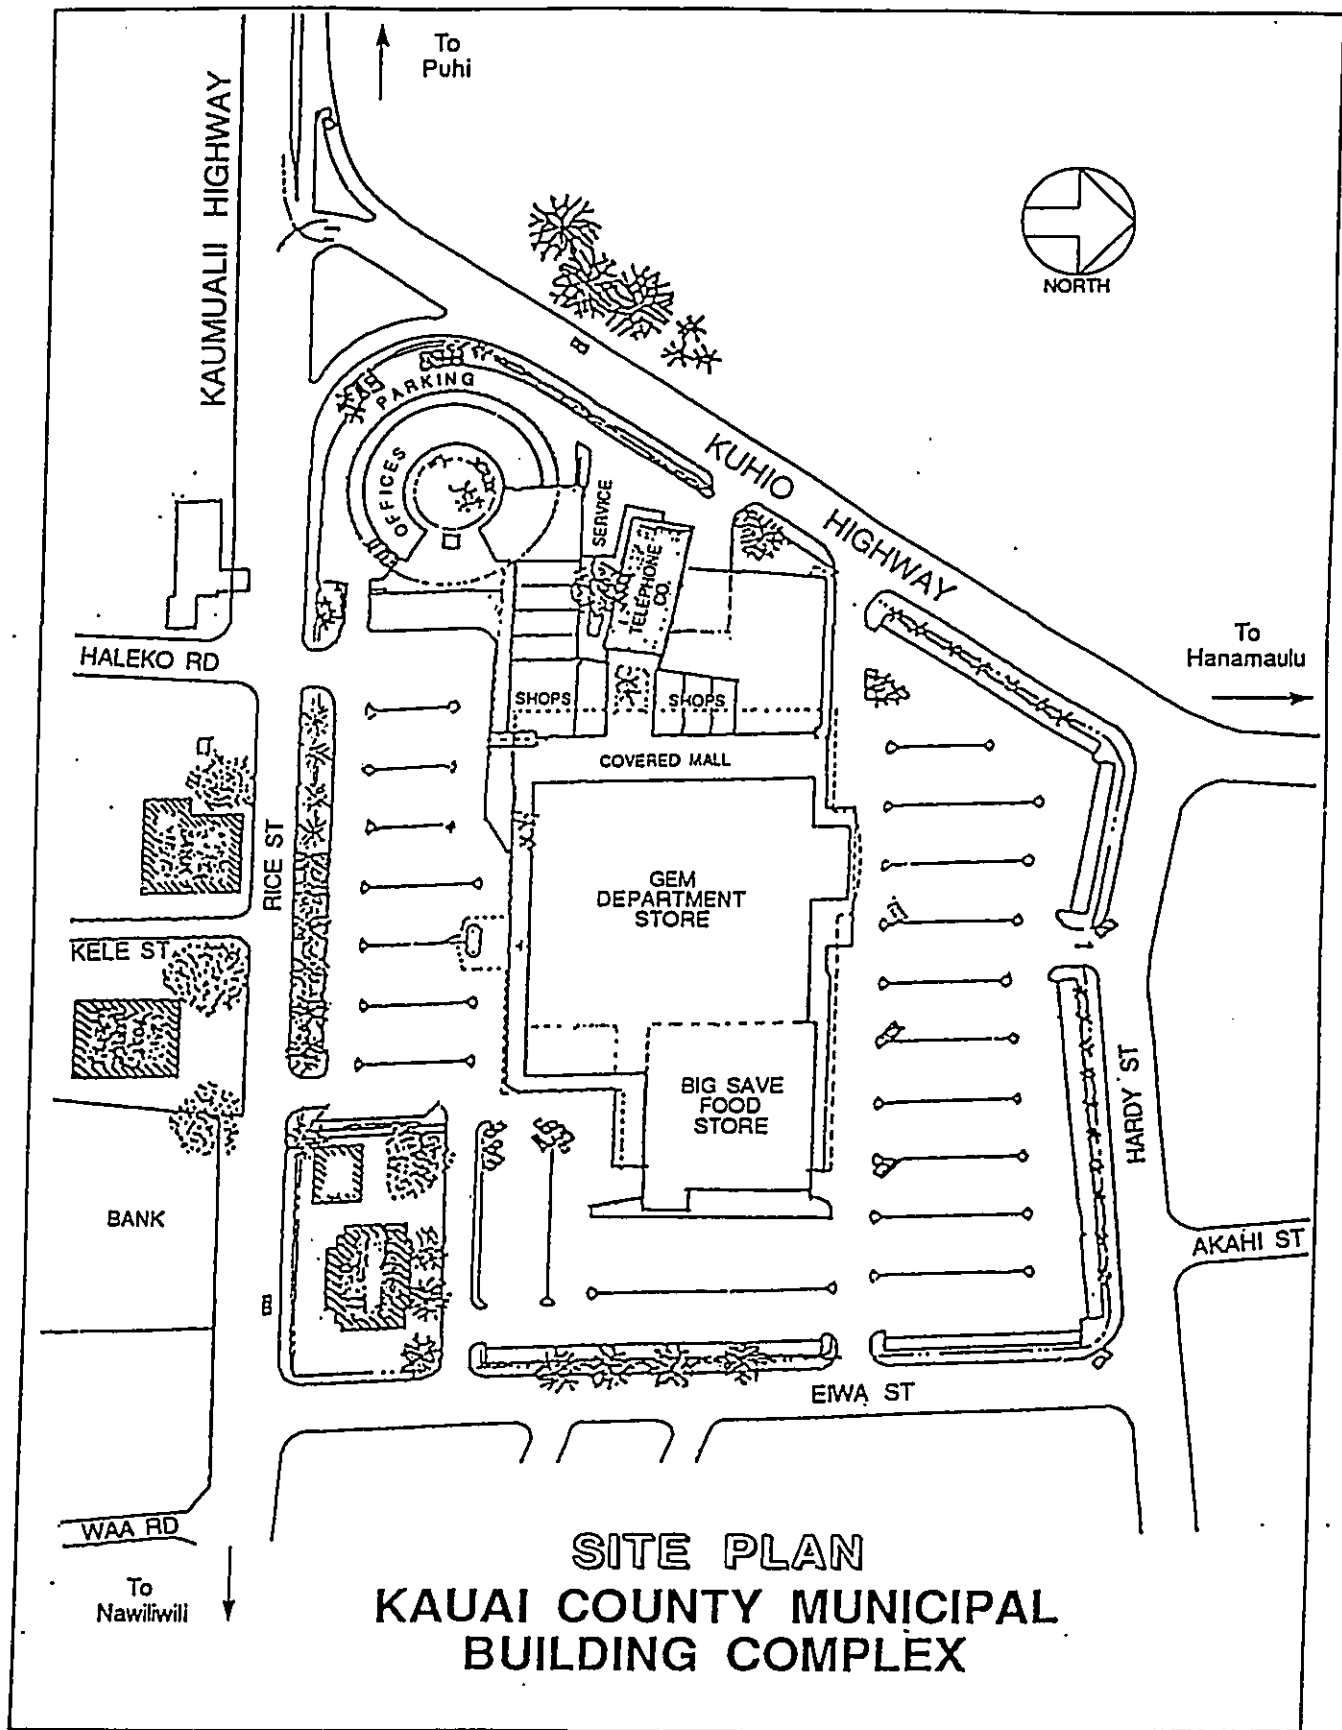 To
Puhi
KAUMUALII HIGHWAY
NORTH
PARKING
OFFICES
KUHIO HIGHWAY
SERVICE
TELEPHONE
CO.
To
Hanamaulu
HALEKO RD
SHOPS
SHOPS
COVERED MALL
RICE ST
BANK
GEM
DEPARTMENT
STORE
KELE ST
HARDY ST
BIG SAVE
FOOD
STORE
BANK
AKAHI ST
EIWA ST
WAA RD
To
Nawiliwili
SITE PLAN
KAUAI COUNTY MUNICIPAL
BUILDING COMPLEX